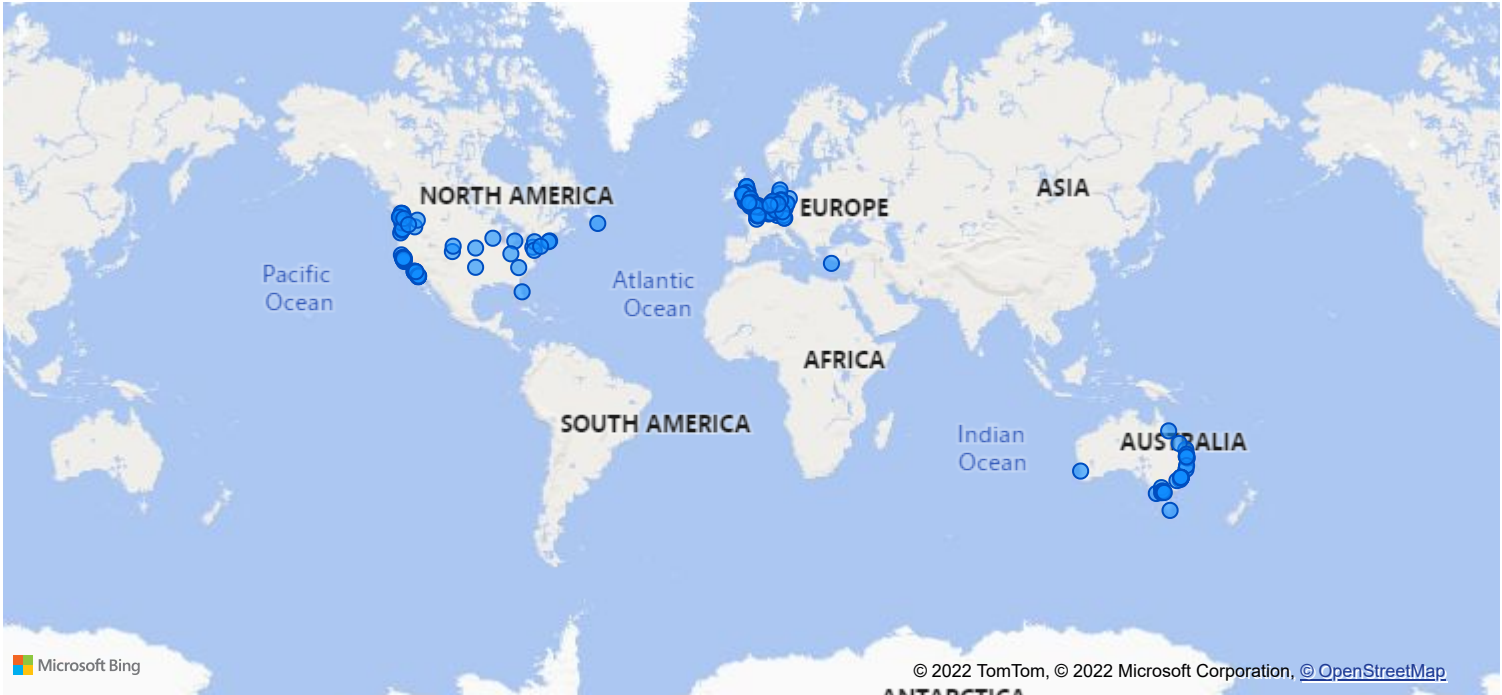 NORTH AMERICA
ASIA
EUROPE
Pacific
Ocean
Atlantic
Ocean
AFRICA
SOUTH AMERICA
Indian
Ocean
AUSTRALIA
Microsoft Bing
© 2022 TomTom, © 2022 Microsoft Corporation, © OpenStreetMap
ANTARCTICA